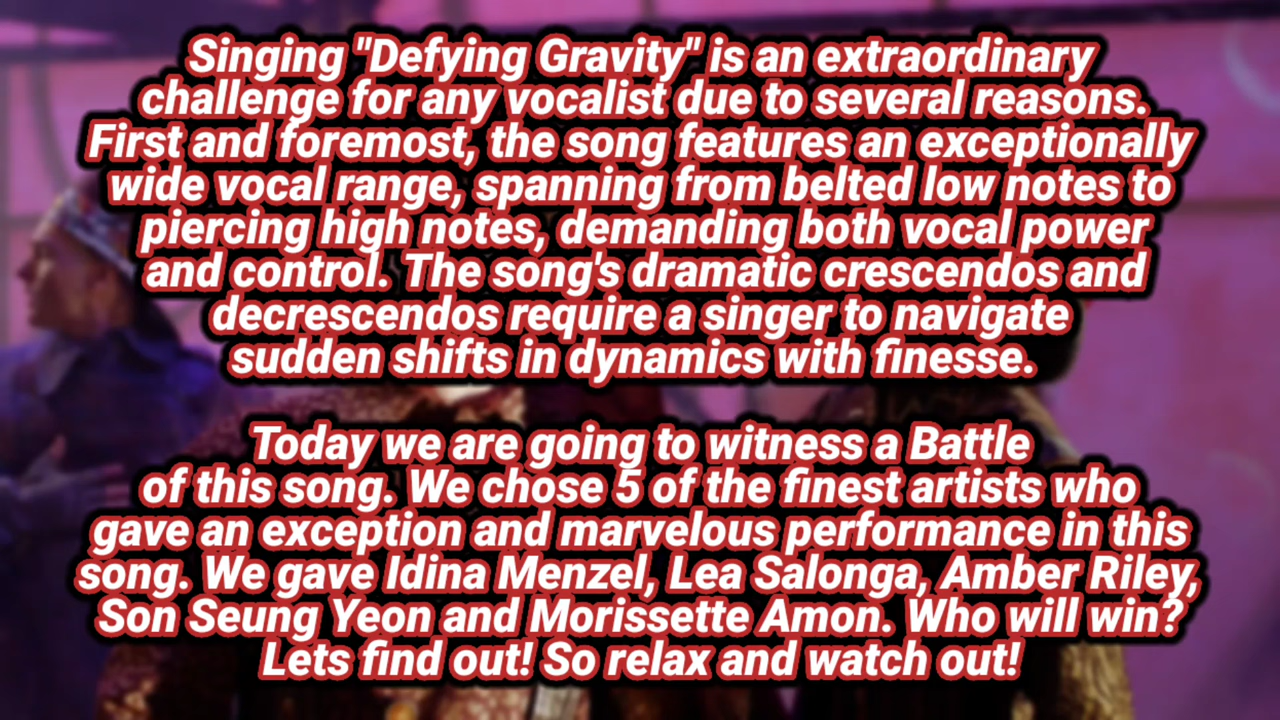 Singing "Defying Gravity" is an extraordinary
challenge for any vocalist due to several reasons.
First and foremost, the song features an exceptionally
wide vocal range, spanning from belted low notes to
piercing high notes, demanding both vocal power
and control. The song's dramatic crescendos and
decrescendos require a singer to navigate
sudden shifts in dynamics with finesse.
Today we are going to witness a Battle
of this song. We chose 5 of the finest artists who
gave an exception and marvelous performance in this
song. We gave Idina Menzel, Lea Salonga, Amber Riley,
Son Seung Yeon and Morissette Amon. Who will win?
Lets find out! So relax and watch out!